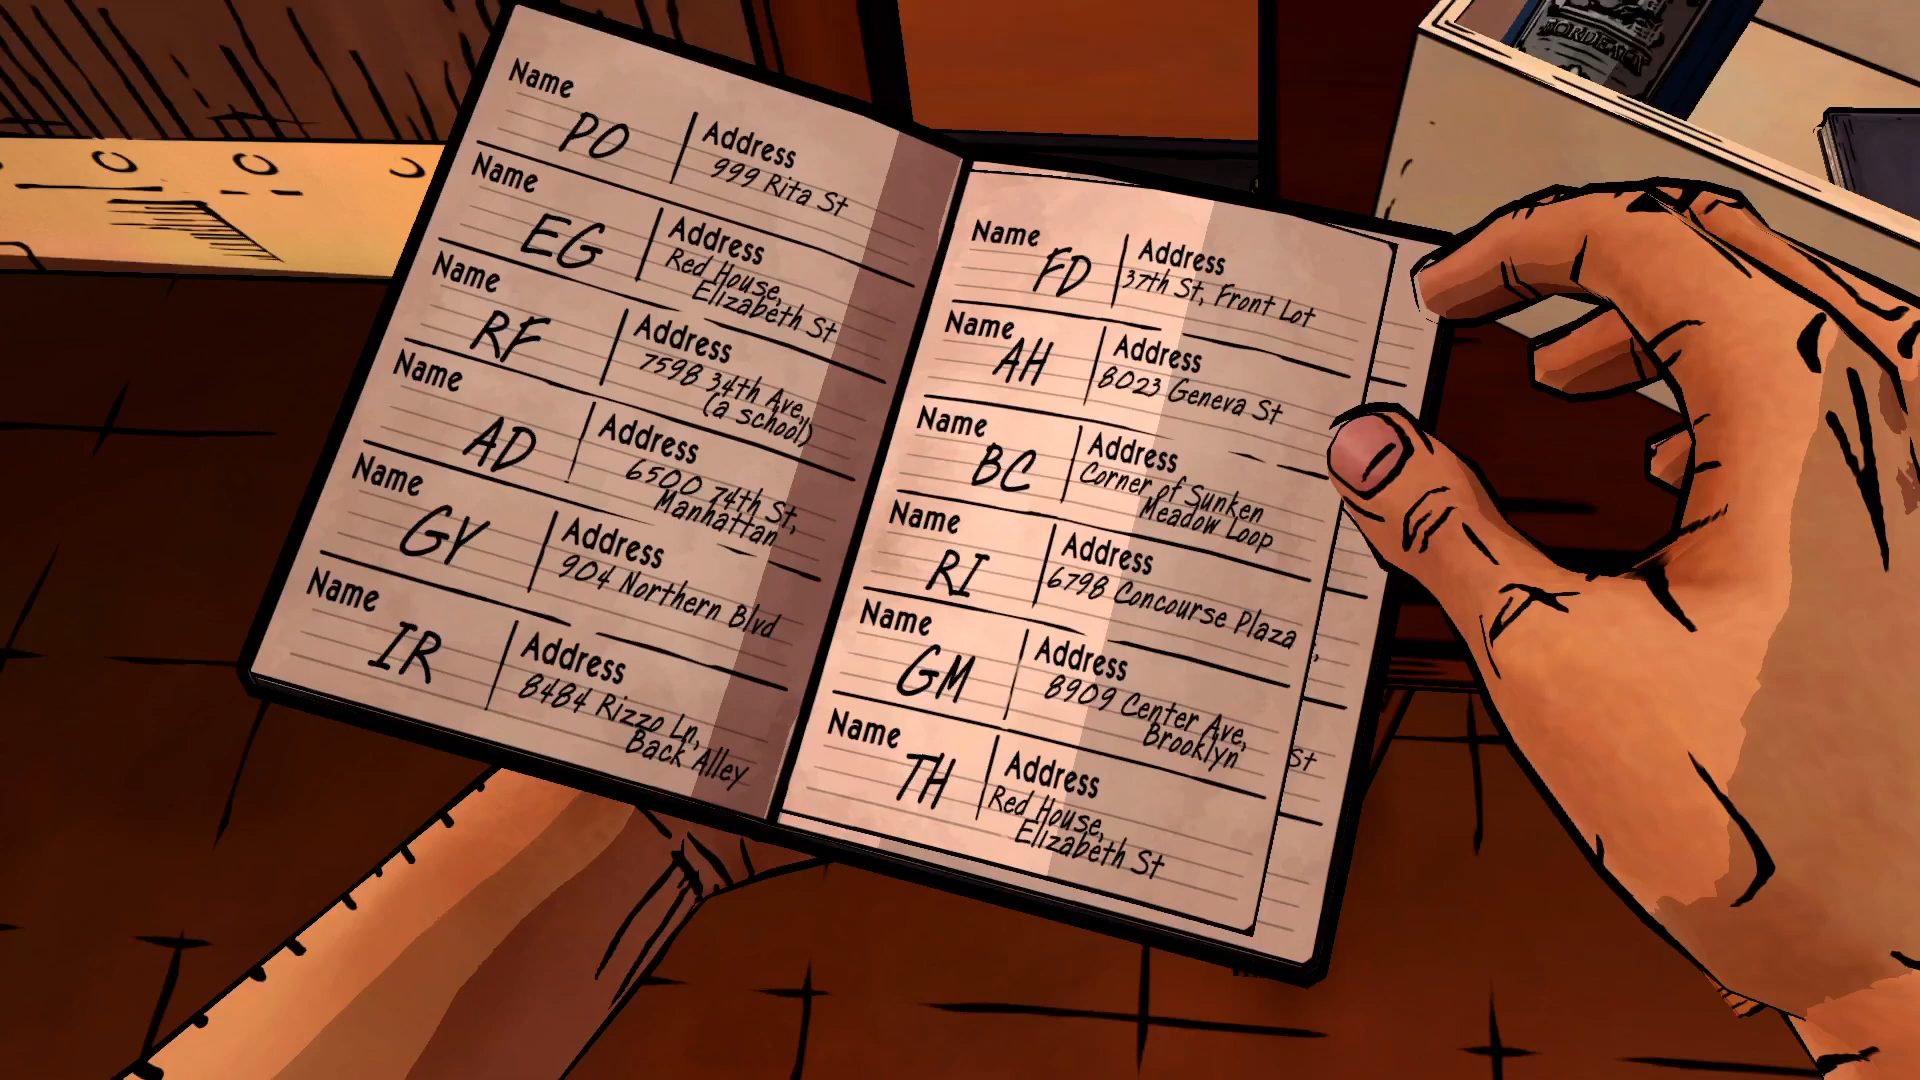 BORDEAUX
Name
PO
Address
999 Rita St
Name
EG
Address
Red House,
Elizabeth St
Name
RF
Address
7598 34th Ave,
(a school)
Name
AD
Address
6500 74th St,
Manhattan
Name
GY
Address
904 Northern Blvd
Name
IR
Address
8484 Rizzo Ln,
Back Alley
Name
FD
Address
37th St, Front Lot
Name
AH
Address
8023 Geneva St
Name
BC
Address
Corner of Sunken
Meadow Loop
Name
RI
Address
6798 Concourse Plaza
,
Name
GM
Address
8909 Center Ave,
Brooklyn
St
Name
TH
Address
Red House,
Elizabeth St